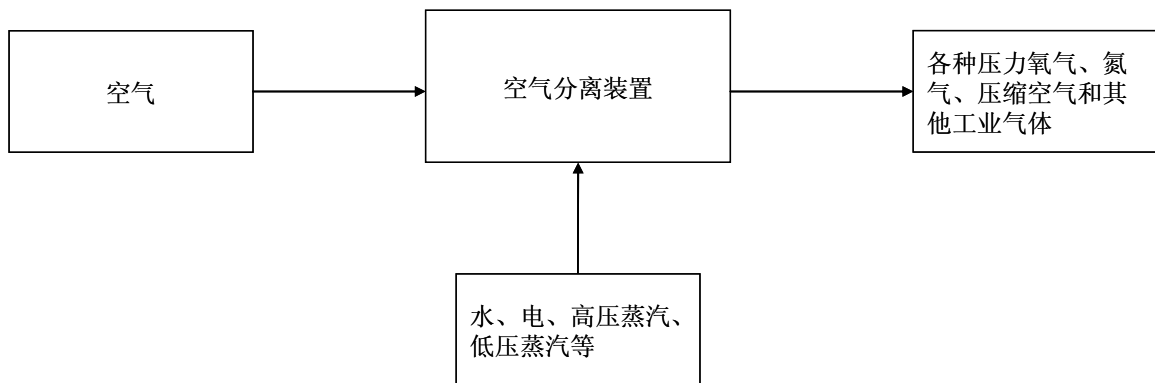 空气
空气分离装置
各种压力氧气、氮
气、压缩空气和其
他工业气体
水、电、高压蒸汽、
低压蒸汽等